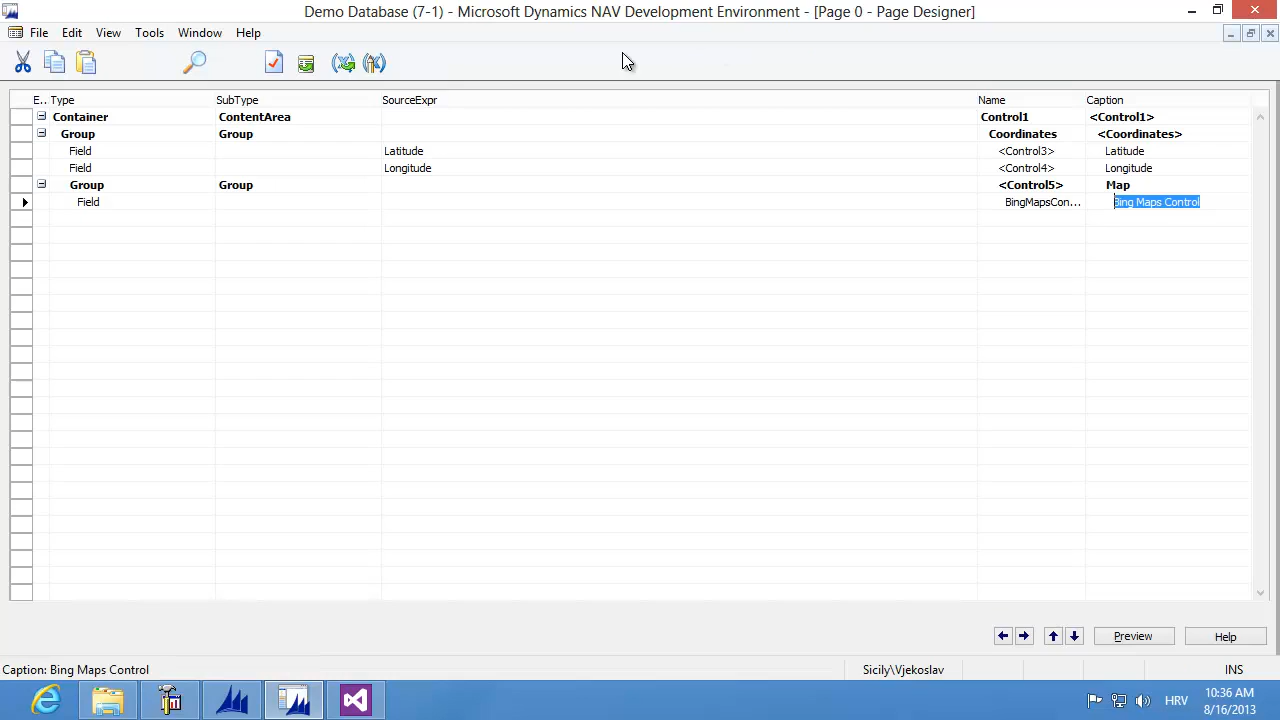 Demo Database (7-1) - Microsoft Dynamics NAV Development Environment - [Page 0 - Page Designer]
File Edit View Tools Window Help
E.. Type SubType SourceExpr Name Caption
Container ContentArea Control1 <Control1>
Group Group Coordinates <Coordinates>
Field Latitude <Control3> Latitude
Field Longitude <Control4> Longitude
Group Group <Control5> Map
Field BingMapsCon... Bing Maps Control
Preview Help
Caption: Bing Maps Control Sicily\Vjekoslav INS
HRV 10:36 AM
8/16/2013